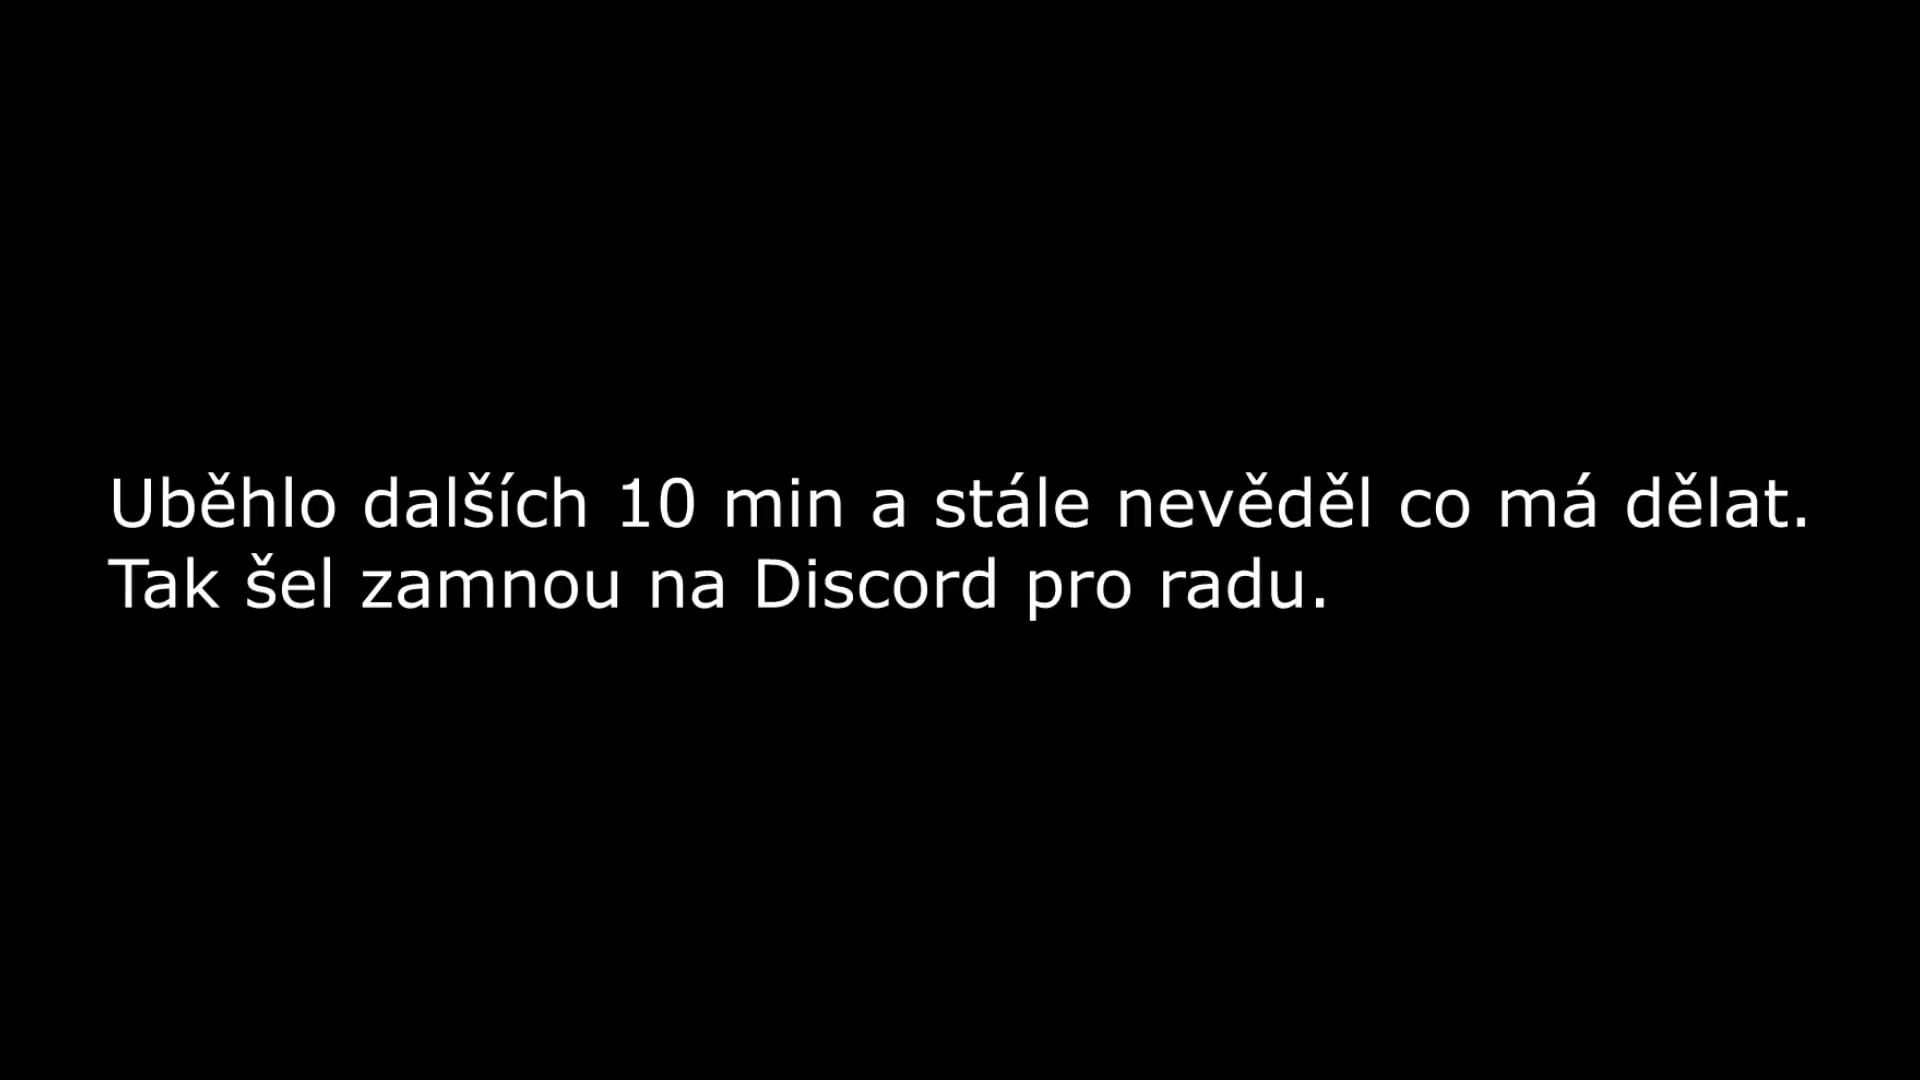 Uběhlo dalších 10 min a stále nevěděl co má dělat.
Tak šel zamnou na Discord pro radu.